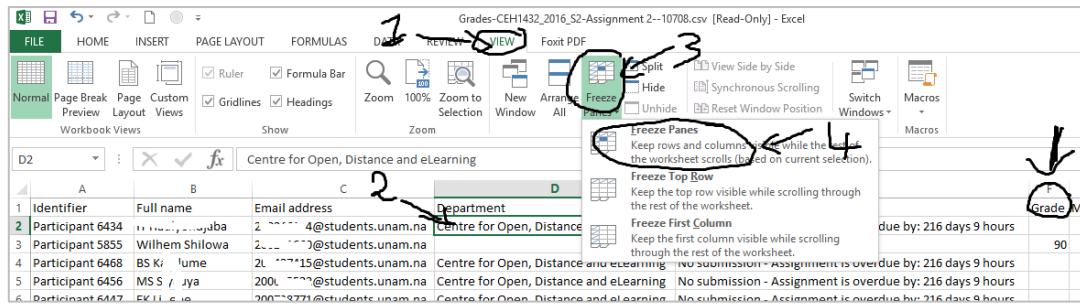 Grades-CEH1432_2016_S2-Assignment 2--10708.csv [Read-Only] - Excel
FILE HOME INSERT PAGE LAYOUT FORMULAS DATA REVIEW VIEW Foxit PDF
1
3
Normal Page Break Preview Page Layout Custom Views
Workbook Views
Ruler Formula Bar
Gridlines Headings
Show
Zoom 100% Zoom to Selection
Zoom
New Window Arrange All Freeze Panes
Split
Hide
Unhide
View Side by Side
Synchronous Scrolling
Reset Window Position
Switch Windows
Macros
Macros
Freeze Panes
Keep rows and columns visible while the rest of
the worksheet scrolls (based on current selection).
4
Freeze Top Row
Keep the top row visible while scrolling through
the rest of the worksheet.
Freeze First Column
Keep the first column visible while scrolling
through the rest of the worksheet.
D2 fx Centre for Open, Distance and eLearning
2
A B C D F
1 Identifier Full name Email address Department Grade
2 Participant 6434 Centre for Open, Distance due by: 216 days 9 hours
3 Participant 5855 Wilhem Shilowa @students.unam.na 90
4 Participant 6468 BS @students.unam.na Centre for Open, Distance and eLearning No submission - Assignment is overdue by: 216 days 9 hours
5 Participant 6456 MS @students.unam.na Centre for Open, Distance and eLearning No submission - Assignment is overdue by: 216 days 9 hours
6 Participant 6447 @students.unam.na Centre for Open, Distance and eLearning No submission - Assignment is overdue by: 216 days 9 hours